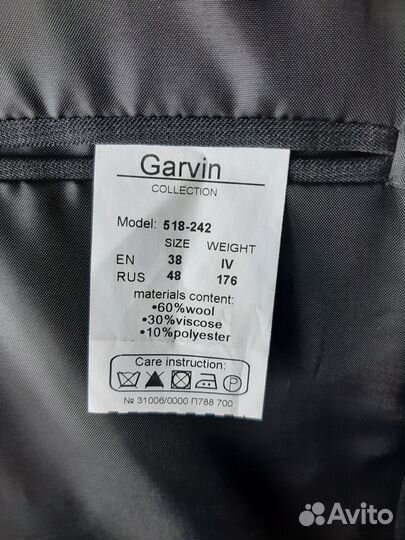 Garvin
COLLECTION
Model: 518-242
SIZE WEIGHT
EN 38 IV
RUS 48 176
materials content:
•60%wool
•30%viscose
•10%polyester
Care instruction:
P
№ 31006/0000 П788 700
Avito